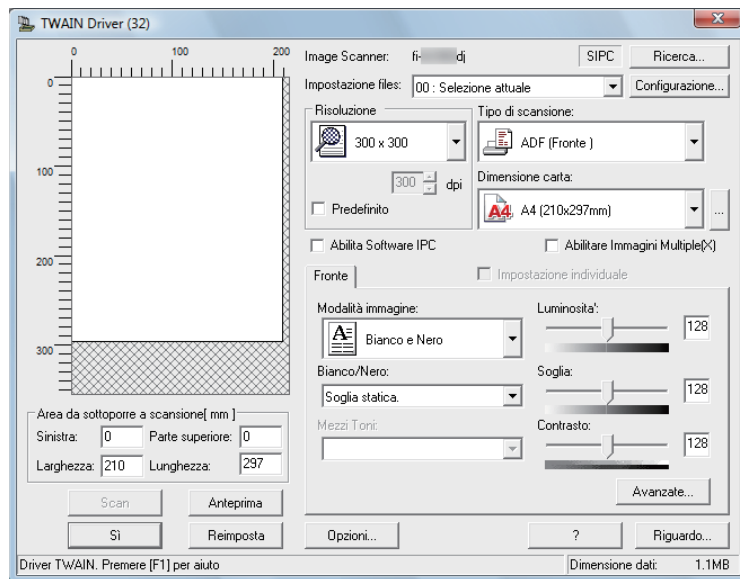 TWAIN Driver (32)
0 100 200
0
100
200
300
Image Scanner: fi- dj SIPC Ricerca...
Impostazione files: 00 : Selezione attuale Configurazione...
Risoluzione
300 x 300
300 dpi
Predefinito
Tipo di scansione:
ADF (Fronte )
Dimensione carta:
A4 A4 (210x297mm) ...
Abilita Software IPC Abilitare Immagini Multiple(X)
Fronte Impostazione individuale
Modalità immagine:
A Bianco e Nero
Bianco/Nero:
Soglia statica.
Mezzi Toni:
Luminosita': 128
Soglia: 128
Contrasto: 128
Avanzate...
Area da sottoporre a scansione[ mm ]
Sinistra: 0 Parte superiore: 0
Larghezza: 210 Lunghezza: 297
Scan Anteprima
Sì Reimposta Opzioni... ? Riguardo...
Driver TWAIN. Premere [F1] per aiuto Dimensione dati: 1.1MB